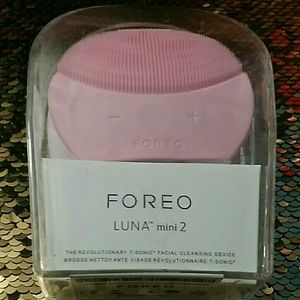 − +
FOREO
FOREO
LUNA™ mini 2
THE REVOLUTIONARY T-SONIC™ FACIAL CLEANSING DEVICE
BROSSE NETTOYANTE VISAGE RÉVOLUTIONNAIRE T-SONIC™